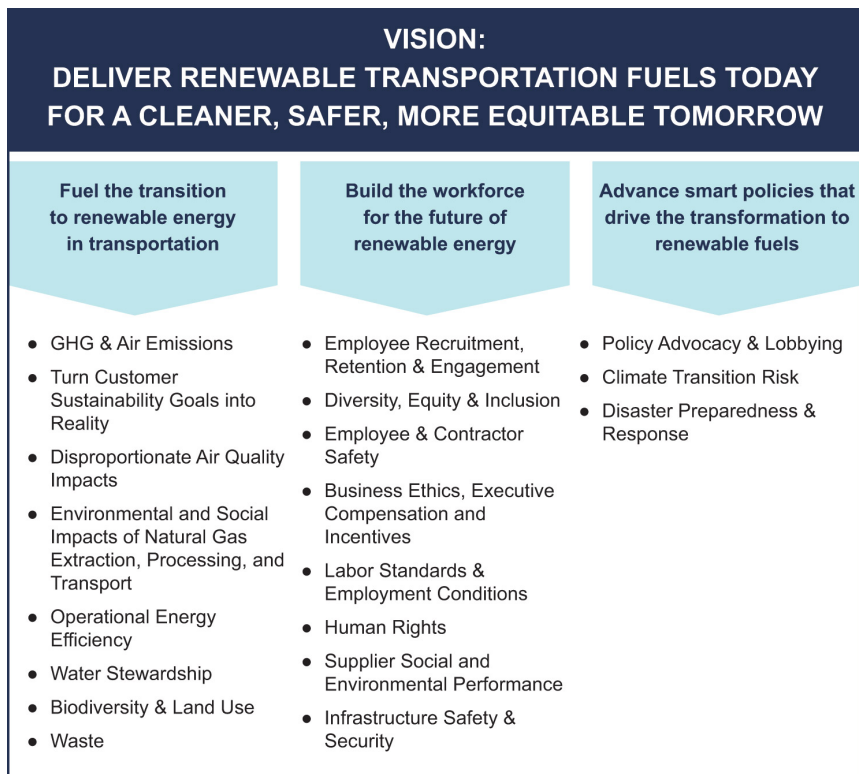 VISION:
DELIVER RENEWABLE TRANSPORTATION FUELS TODAY
FOR A CLEANER, SAFER, MORE EQUITABLE TOMORROW
Fuel the transition
to renewable energy
in transportation
● GHG & Air Emissions
● Turn Customer
Sustainability Goals into
Reality
● Disproportionate Air Quality
Impacts
● Environmental and Social
Impacts of Natural Gas
Extraction, Processing, and
Transport
● Operational Energy
Efficiency
● Water Stewardship
● Biodiversity & Land Use
● Waste
Build the workforce
for the future of
renewable energy
● Employee Recruitment,
Retention & Engagement
● Diversity, Equity & Inclusion
● Employee & Contractor
Safety
● Business Ethics, Executive
Compensation and
Incentives
● Labor Standards &
Employment Conditions
● Human Rights
● Supplier Social and
Environmental Performance
● Infrastructure Safety &
Security
Advance smart policies that
drive the transformation to
renewable fuels
● Policy Advocacy & Lobbying
● Climate Transition Risk
● Disaster Preparedness &
Response